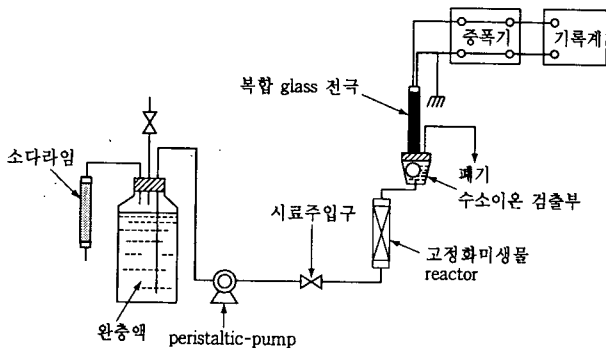 증폭기
기록계
복합 glass 전극
소다라임
폐기
수소이온 검출부
시료주입구
고정화미생물
reactor
완충액
peristaltic-pump